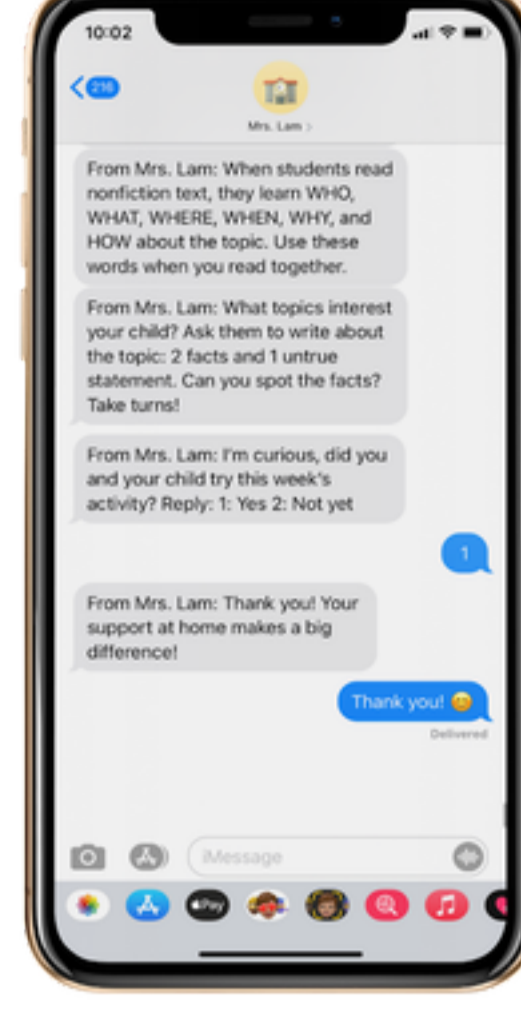 10:02
216
Mrs. Lam >
From Mrs. Lam: When students read
nonfiction text, they learn WHO,
WHAT, WHERE, WHEN, WHY, and
HOW about the topic. Use these
words when you read together.
From Mrs. Lam: What topics interest
your child? Ask them to write about
the topic: 2 facts and 1 untrue
statement. Can you spot the facts?
Take turns!
From Mrs. Lam: I'm curious, did you
and your child try this week's
activity? Reply: 1: Yes 2: Not yet
1
From Mrs. Lam: Thank you! Your
support at home makes a big
difference!
Thank you! 😊
Delivered
iMessage
Pay